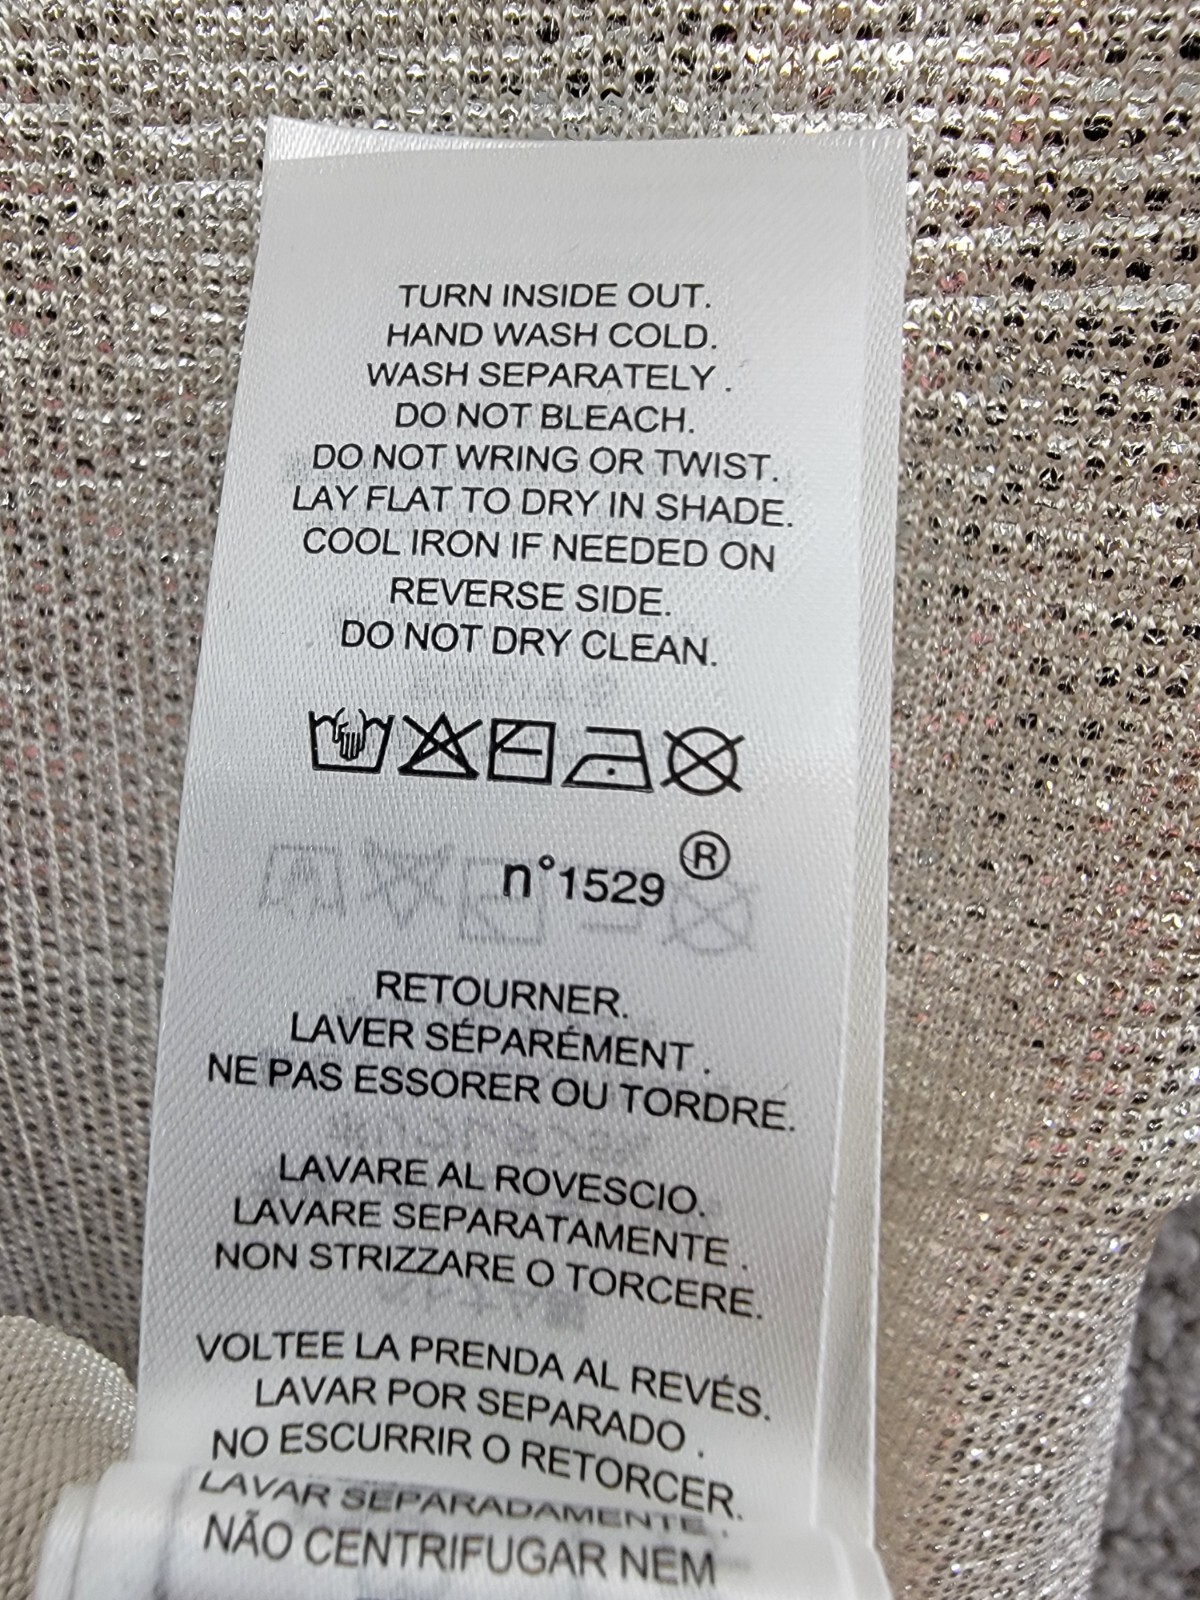 TURN INSIDE OUT.
HAND WASH COLD.
WASH SEPARATELY .
DO NOT BLEACH.
DO NOT WRING OR TWIST.
LAY FLAT TO DRY IN SHADE.
COOL IRON IF NEEDED ON
REVERSE SIDE.
DO NOT DRY CLEAN.
n°1529 ®
RETOURNER.
LAVER SÉPARÉMENT .
NE PAS ESSORER OU TORDRE.
LAVARE AL ROVESCIO.
LAVARE SEPARATAMENTE .
NON STRIZZARE O TORCERE.
VOLTEE LA PRENDA AL REVÉS.
LAVAR POR SEPARADO .
NO ESCURRIR O RETORCER.
LAVAR SEPARADAMENTE .
NÃO CENTRIFUGAR NEM